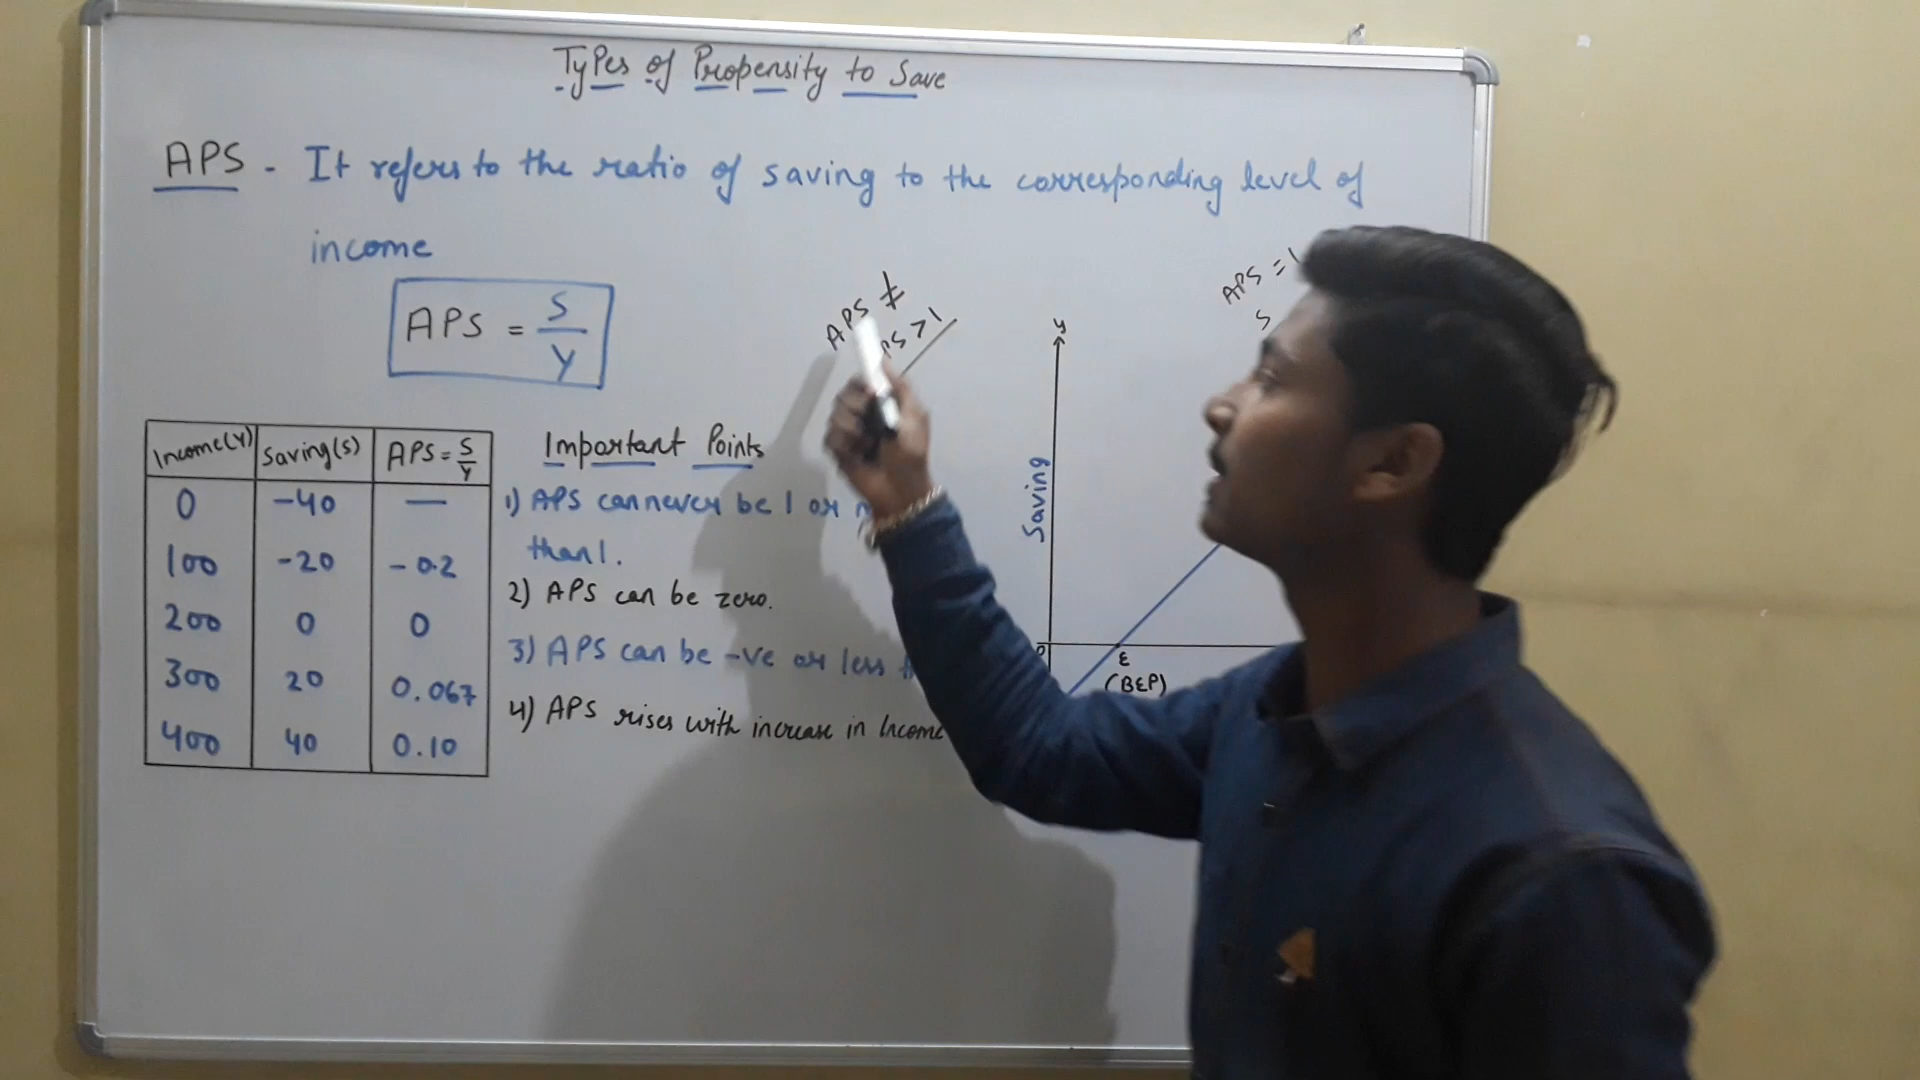 Types of Propensity to Save
APS - It refers to the ratio of saving to the corresponding level of
income
APS = S/Y
Income(Y) Saving(S) APS = S/Y
0 -40 —
100 -20 -0.2
200 0 0
300 20 0.067
400 40 0.10
Important Points
1) APS can never be 1 or
than 1.
2) APS can be zero.
3) APS can be -ve or less
4) APS rises with increase in Income
APS ≠
PS > 1
y
Saving
0
E
(BEP)
APS = 1
S